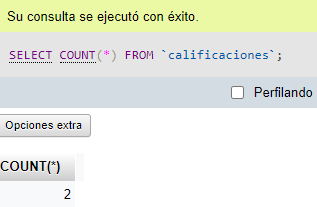 Su consulta se ejecutó con éxito.
SELECT COUNT(*) FROM `calificaciones`;
Perfilando
Opciones extra
COUNT(*)
2